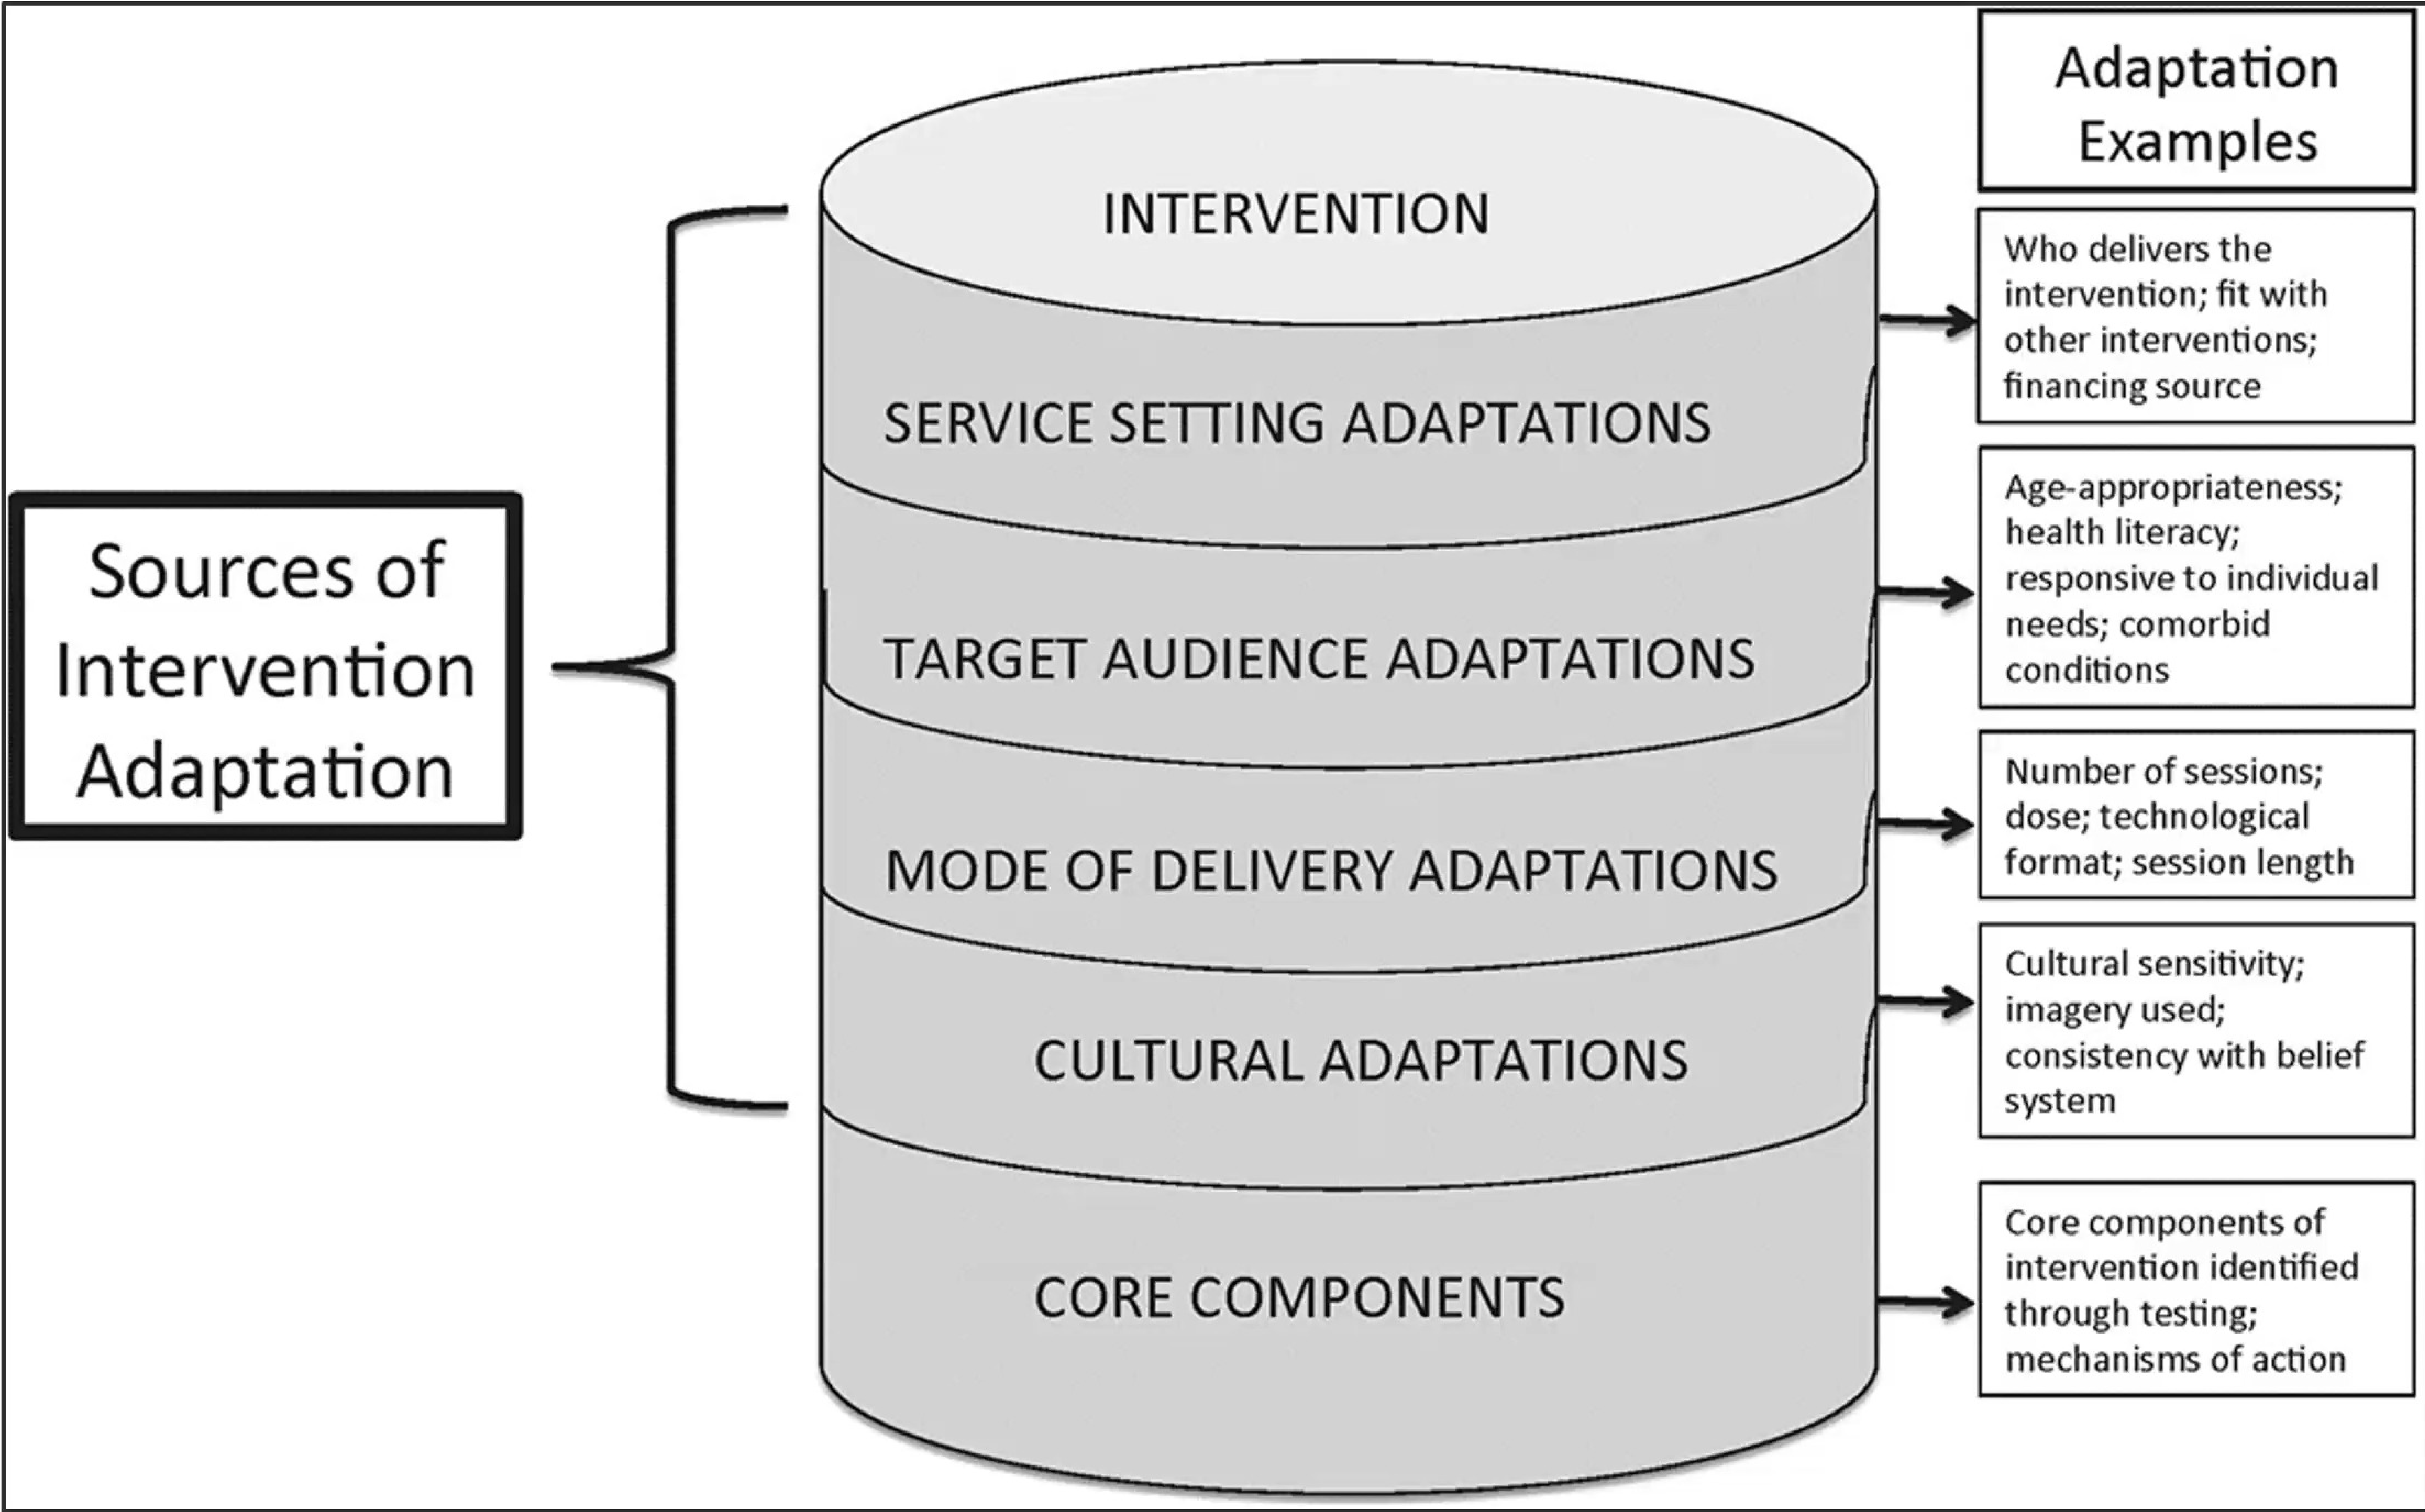 Sources of
Intervention
Adaptation
INTERVENTION
SERVICE SETTING ADAPTATIONS
TARGET AUDIENCE ADAPTATIONS
MODE OF DELIVERY ADAPTATIONS
CULTURAL ADAPTATIONS
CORE COMPONENTS
Adaptation
Examples
Who delivers the
intervention; fit with
other interventions;
financing source
Age-appropriateness;
health literacy;
responsive to individual
needs; comorbid
conditions
Number of sessions;
dose; technological
format; session length
Cultural sensitivity;
imagery used;
consistency with belief
system
Core components of
intervention identified
through testing;
mechanisms of action